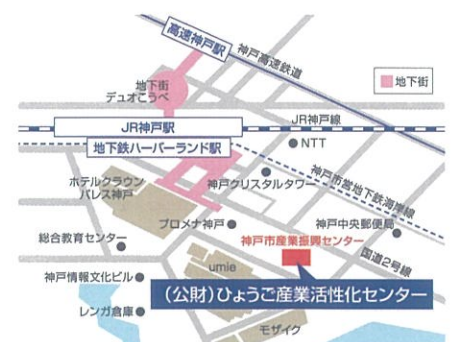 高速神戸駅
神戸高速鉄道
地下街
地下街
デュオこうべ
JR神戸線
JR神戸駅
NTT
地下鉄ハーバーランド駅
神戸市営地下鉄海岸線
神戸クリスタルタワー
ホテルクラウン
パレス神戸
プロメナ神戸
神戸中央郵便局
総合教育センター
神戸市産業振興センター
国道2号線
umie
神戸情報文化ビル
(公財)ひょうご産業活性化センター
レンガ倉庫
モザイク